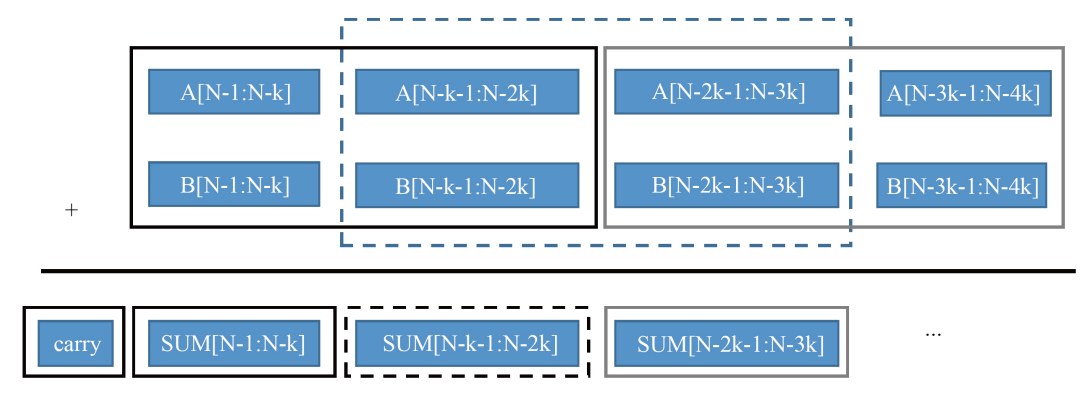 A[N-1:N-k] A[N-k-1:N-2k] A[N-2k-1:N-3k] A[N-3k-1:N-4k]
B[N-1:N-k] B[N-k-1:N-2k] B[N-2k-1:N-3k] B[N-3k-1:N-4k]
+
carry SUM[N-1:N-k] SUM[N-k-1:N-2k] SUM[N-2k-1:N-3k] ...